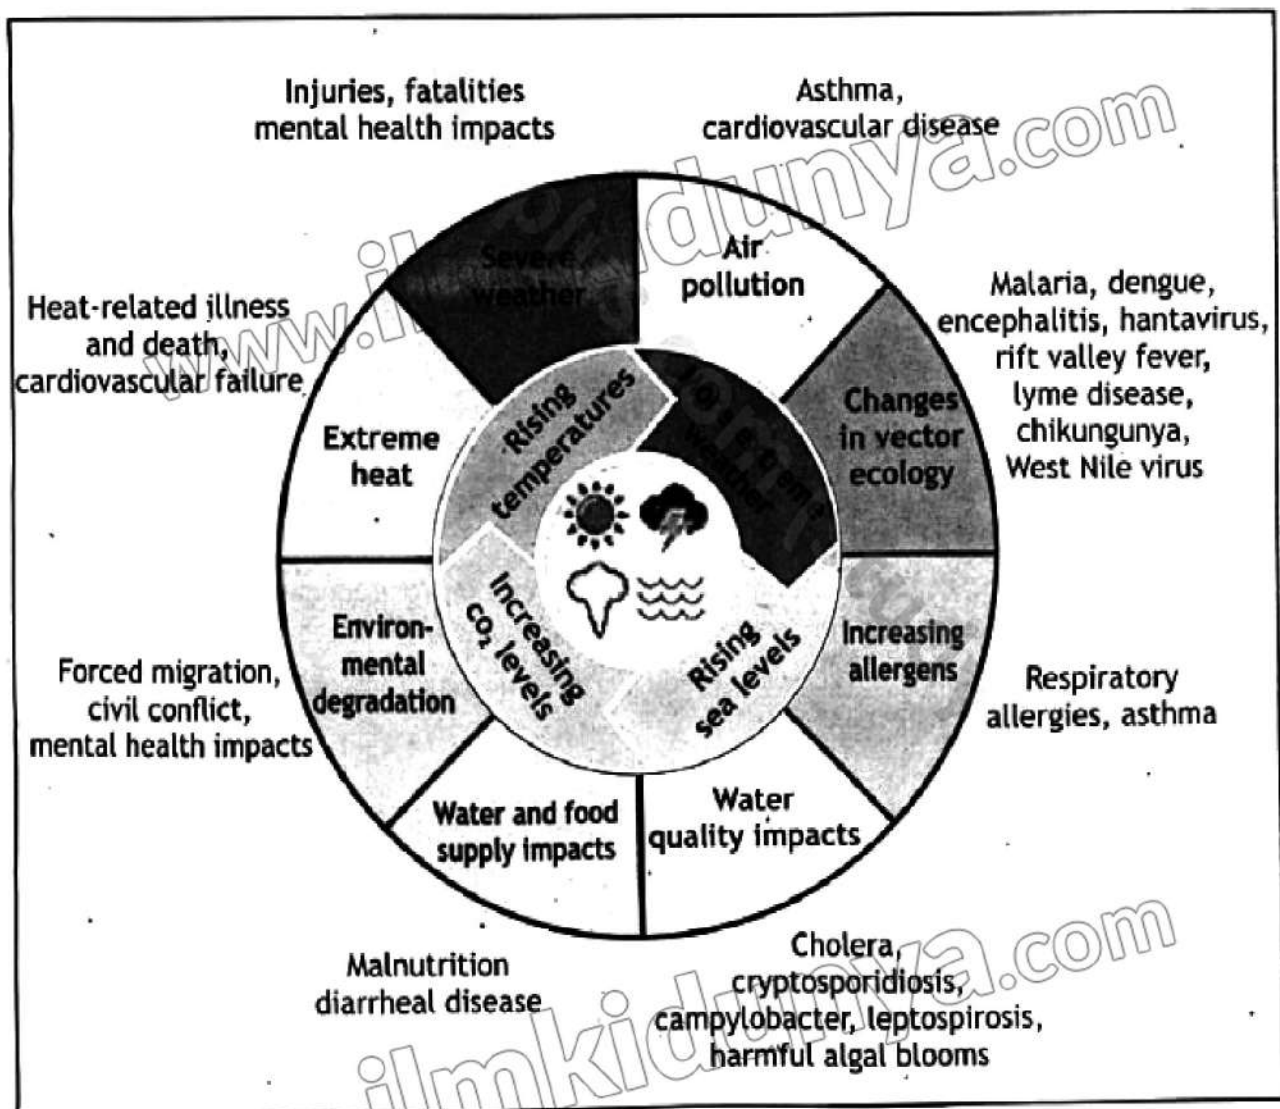 Injuries, fatalities
mental health impacts
Asthma,
cardiovascular disease
www.ilmkidunya.com
Severe
weather
Air
pollution
Heat-related illness
and death,
cardiovascular failure
Malaria, dengue,
encephalitis, hantavirus,
rift valley fever,
lyme disease,
chikungunya,
West Nile virus
Extreme
heat
Rising
temperatures
weather
Changes
in vector
ecology
Environ-
mental
degradation
Increasing
co₂ levels
Rising
sea levels
Increasing
allergens
Forced migration,
civil conflict,
mental health impacts
Respiratory
allergies, asthma
Water and food
supply impacts
Water
quality impacts
Malnutrition
diarrheal disease
Cholera,
cryptosporidiosis,
campylobacter, leptospirosis,
harmful algal blooms
ilmkidunya.com